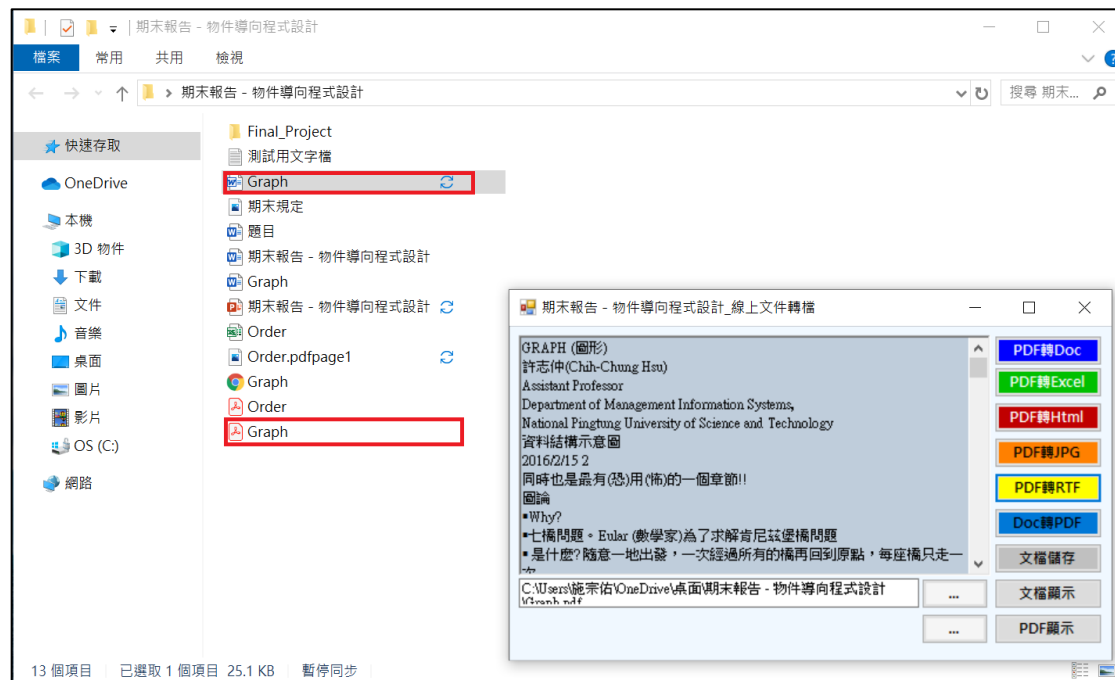 期末報告 - 物件導向程式設計
檔案 常用 共用 檢視
期末報告 - 物件導向程式設計
搜尋 期末...
快速存取
OneDrive
本機
3D 物件
下載
文件
音樂
桌面
圖片
影片
OS (C:)
網路
Final_Project
測試用文字檔
Graph
期末規定
題目
期末報告 - 物件導向程式設計
Graph
期末報告 - 物件導向程式設計
Order
Order.pdfpage1
Graph
Order
Graph
13 個項目 已選取 1 個項目 25.1 KB 暫停同步
期末報告 - 物件導向程式設計_線上文件轉檔
GRAPH (圖形)
許志仲(Chih-Chung Hsu)
Assistant Professor
Department of Management Information Systems,
National Pingtung University of Science and Technology
資料結構示意圖
2016/2/15 2
同時也是最有(恐)用(怖)的一個章節!!
圖論
▪Why?
▪七橋問題。Eular (數學家)為了求解肯尼茲堡橋問題
▪是什麼?隨意一地出發，一次經過所有的橋再回到原點，每座橋只走一
次
C:\Users\施宗佑\OneDrive\桌面\期末報告 - 物件導向程式設計
\Graph.pdf
...
...
PDF轉Doc
PDF轉Excel
PDF轉Html
PDF轉JPG
PDF轉RTF
Doc轉PDF
文檔儲存
文檔顯示
PDF顯示